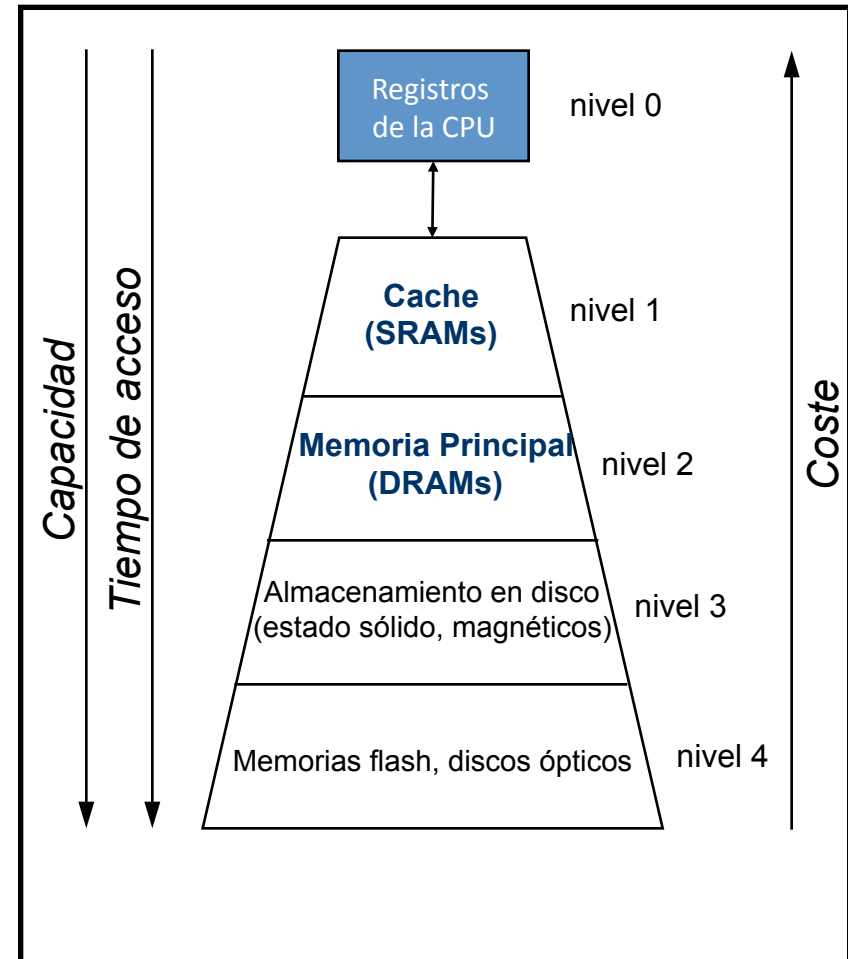 Registros
de la CPU
nivel 0
Cache
(SRAMs)
nivel 1
Memoria Principal
(DRAMs)
nivel 2
Almacenamiento en disco
(estado sólido, magnéticos)
nivel 3
Memorias flash, discos ópticos
nivel 4
Capacidad
Tiempo de acceso
Coste